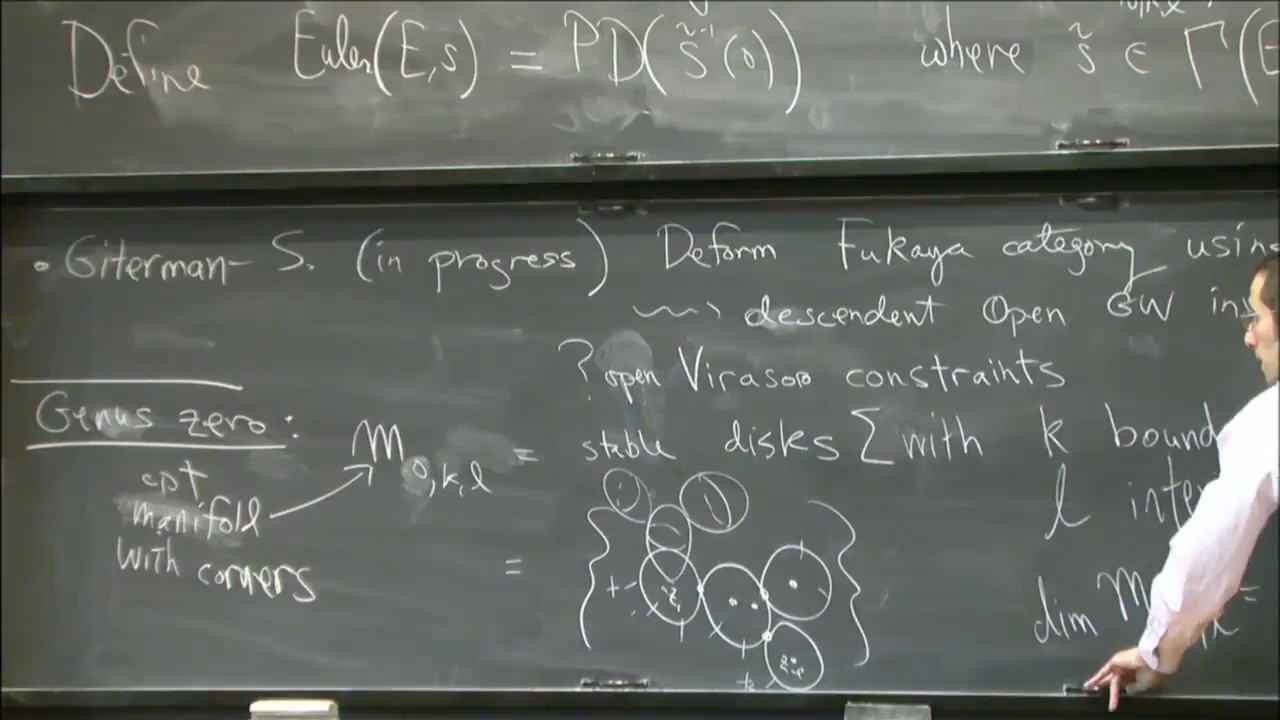 Define Euler(E,s) = PD(s̃⁻¹(0)) where s̃ ∈ Γ(E
• Giterman- S. (in progress) Deform Fukaya category using
⇝ descendent Open GW inv
? open Virasoro constraints
Genus zero: M₀,ₖ,ₗ = stable disks Σ with k bound
cpt manifold with corners
l inter
=
dim M =